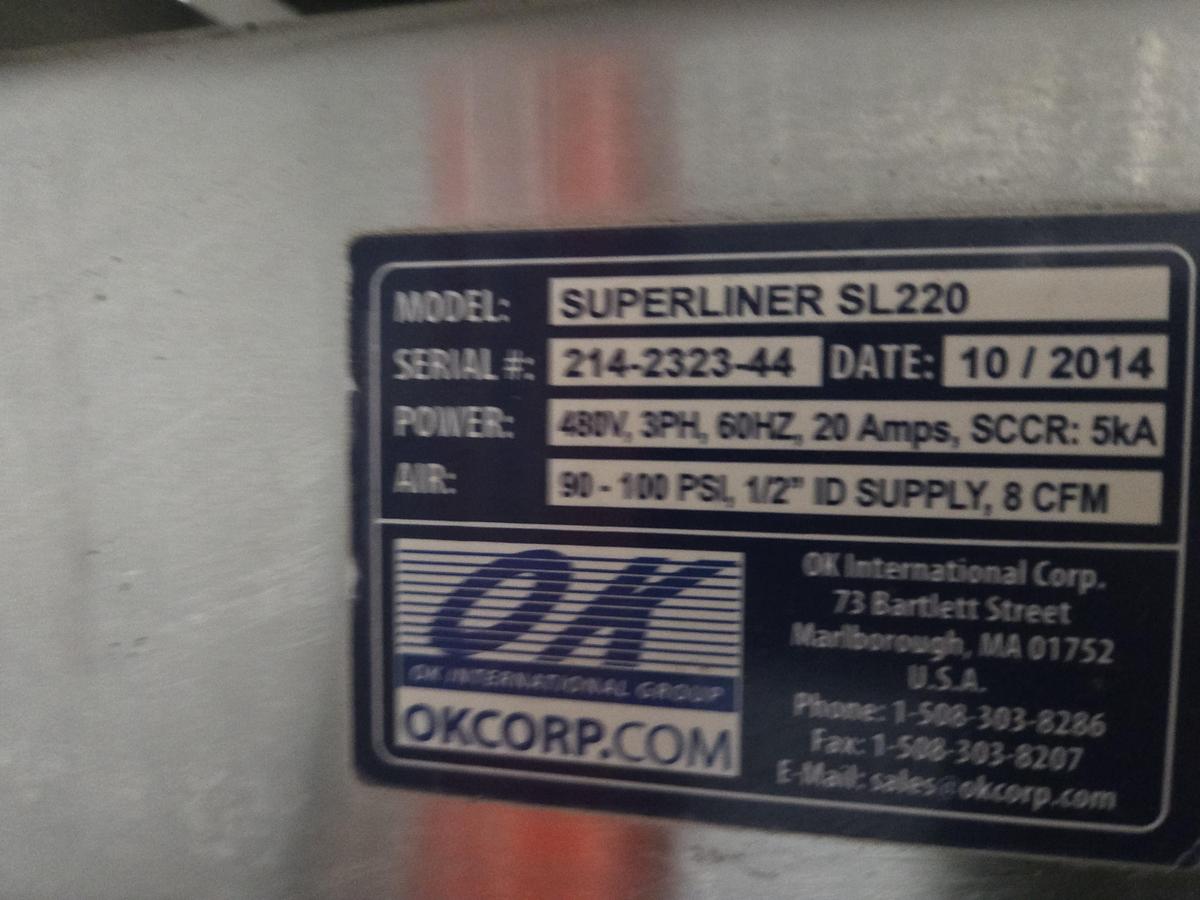 MODEL: SUPERLINER SL220
SERIAL #: 214-2323-44 DATE: 10 / 2014
POWER: 480V, 3PH, 60HZ, 20 Amps, SCCR: 5kA
AIR: 90 - 100 PSI, 1/2" ID SUPPLY, 8 CFM
OK
OK INTERNATIONAL GROUP
OKCORP.COM
OK International Corp.
73 Bartlett Street
Marlborough, MA 01752
U.S.A.
Phone: 1-508-303-8286
Fax: 1-508-303-8207
E-Mail: sales@okcorp.com